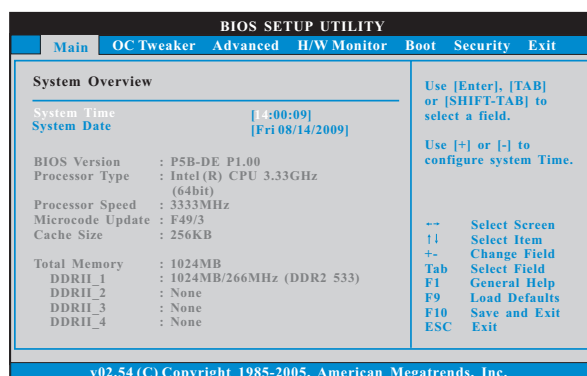 BIOS SETUP UTILITY
Main OC Tweaker Advanced H/W Monitor Boot Security Exit
System Overview
System Time [14:00:09]
System Date [Fri 08/14/2009]
BIOS Version : P5B-DE P1.00
Processor Type : Intel (R) CPU 3.33GHz
(64bit)
Processor Speed : 3333MHz
Microcode Update : F49/3
Cache Size : 256KB
Total Memory : 1024MB
DDRII_1 : 1024MB/266MHz (DDR2 533)
DDRII_2 : None
DDRII_3 : None
DDRII_4 : None
Use [Enter], [TAB]
or [SHIFT-TAB] to
select a field.
Use [+] or [-] to
configure system Time.
←→ Select Screen
↑↓ Select Item
+- Change Field
Tab Select Field
F1 General Help
F9 Load Defaults
F10 Save and Exit
ESC Exit
v02.54 (C) Copyright 1985-2005, American Megatrends, Inc.